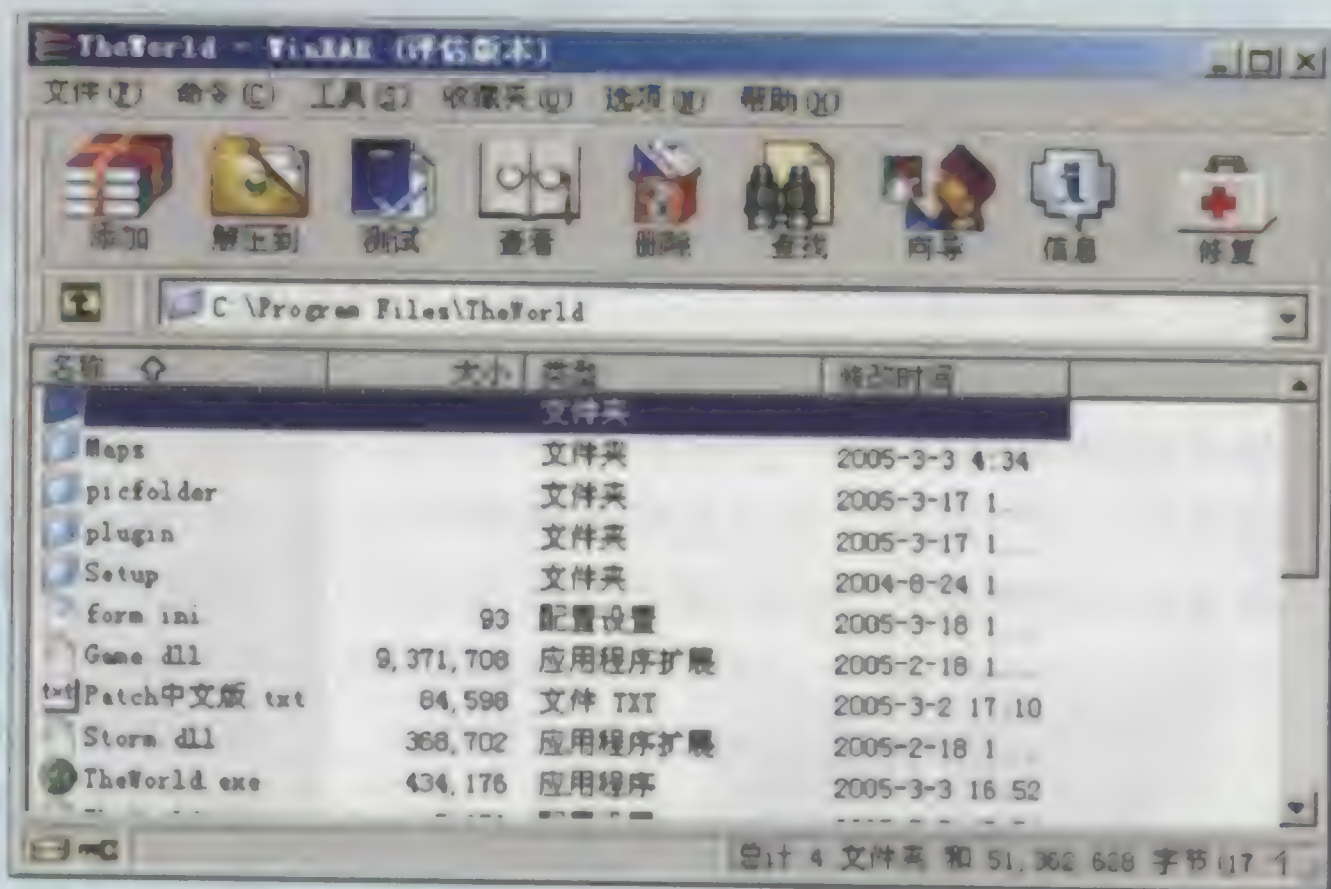 TheWorld - WinRAR (评估版本)
文件(F) 命令(C) 工具(S) 收藏夹(O) 选项(N) 帮助(H)
添加 解压到 测试 查看 删除 查找 向导 信息 修复
C:\Program Files\TheWorld
名称 大小 类型 修改时间
文件夹
Maps 文件夹 2005-3-3 4:34
picfolder 文件夹 2005-3-17 1...
plugin 文件夹 2005-3-17 1...
Setup 文件夹 2004-8-24 1...
form.ini 93 配置设置 2005-3-18 1...
Game.dll 9,371,708 应用程序扩展 2005-2-18 1...
txt Patch中文版.txt 84,598 文件 TXT 2005-3-2 17:10
Storm.dll 368,702 应用程序扩展 2005-2-18 1...
TheWorld.exe 434,176 应用程序 2005-3-3 16:52
总计 4 文件夹 和 51,362,628 字节(17 个